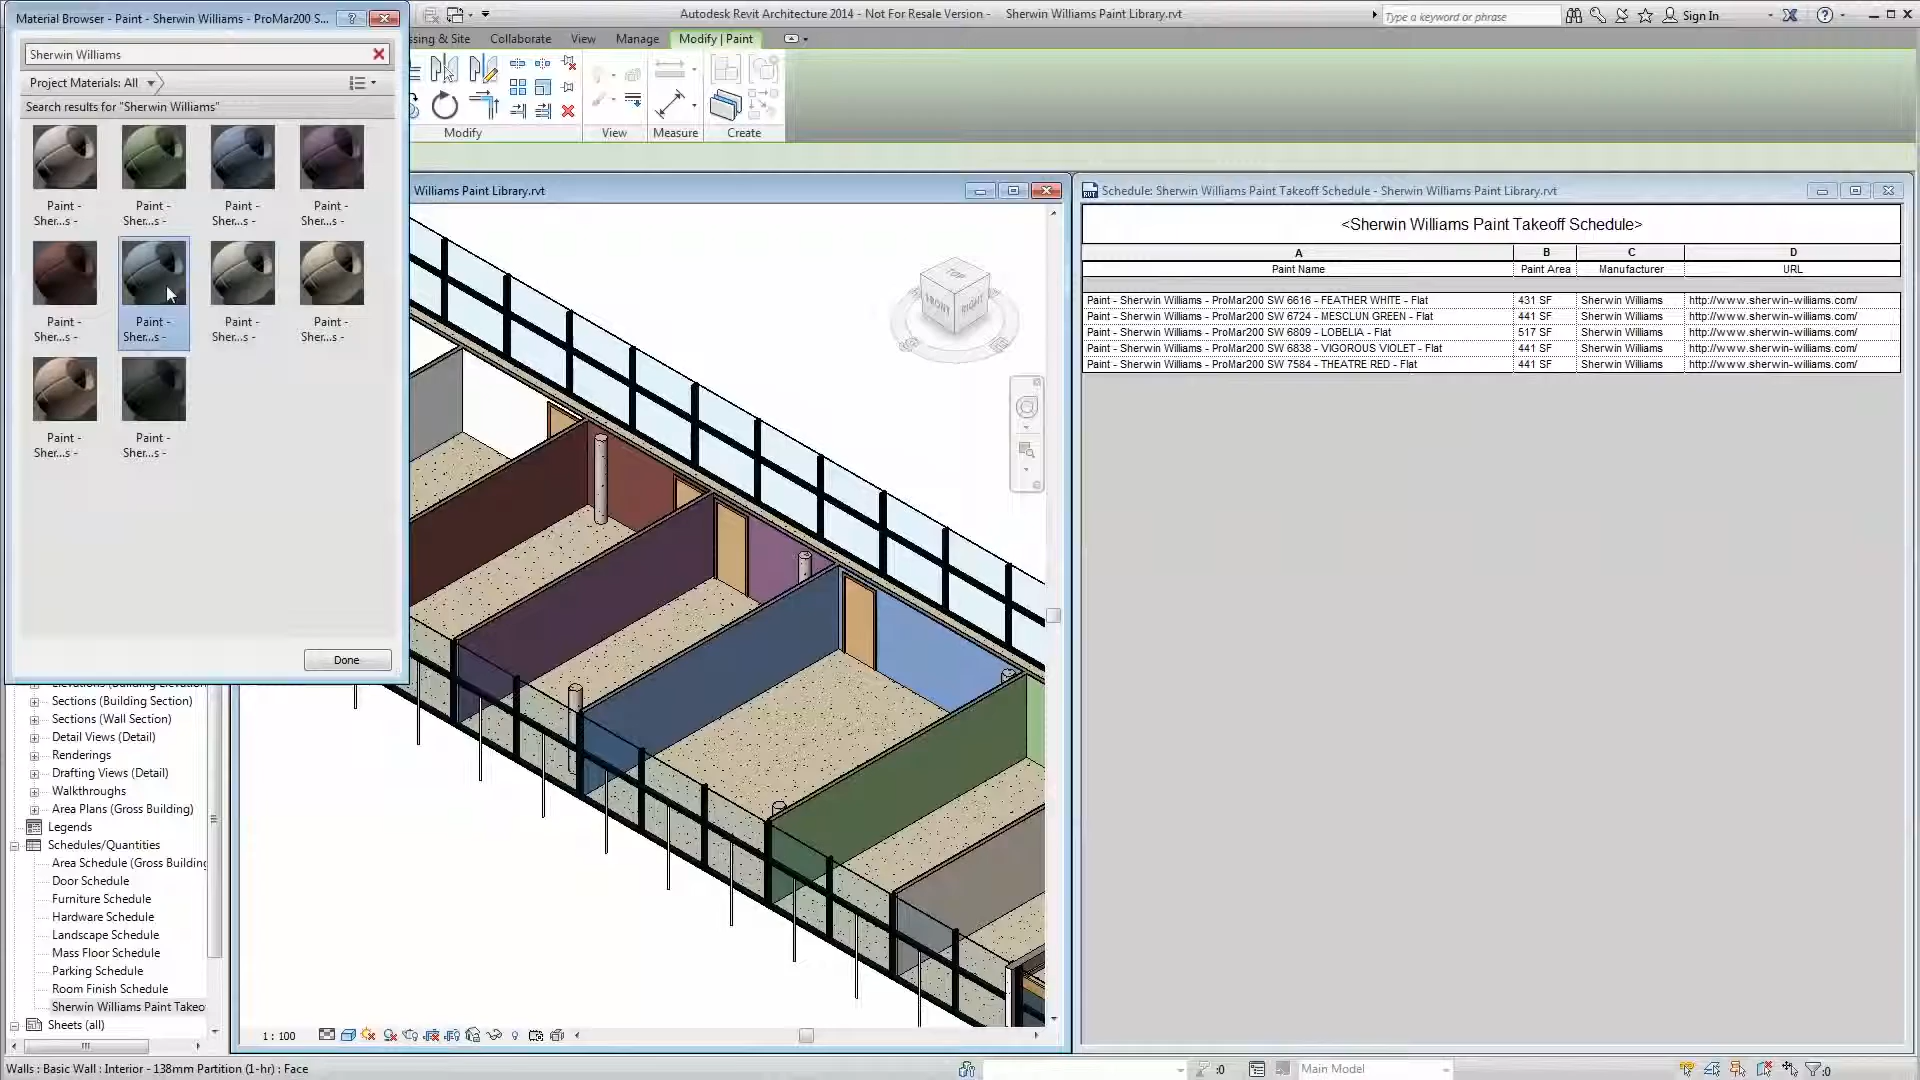 Material Browser - Paint - Sherwin Williams - ProMar200 S...
Autodesk Revit Architecture 2014 - Not For Resale Version -    Sherwin Williams Paint Library.rvt
Type a keyword or phrase
Sign In
Sherwin Williams
ssing & Site
Collaborate
View
Manage
Modify | Paint
Project Materials: All
Search results for "Sherwin Williams"
Modify
View
Measure
Create
Paint -
Sher...s -
Paint -
Sher...s -
Paint -
Sher...s -
Paint -
Sher...s -
Paint -
Sher...s -
Paint -
Sher...s -
Paint -
Sher...s -
Paint -
Sher...s -
Paint -
Sher...s -
Paint -
Sher...s -
Done
Williams Paint Library.rvt
TOP
FRONT
RIGHT
Schedule: Sherwin Williams Paint Takeoff Schedule - Sherwin Williams Paint Library.rvt
<Sherwin Williams Paint Takeoff Schedule>
A B C D
Paint Name Paint Area Manufacturer URL
Paint - Sherwin Williams - ProMar200 SW 6616 - FEATHER WHITE - Flat 431 SF Sherwin Williams http://www.sherwin-williams.com/
Paint - Sherwin Williams - ProMar200 SW 6724 - MESCLUN GREEN - Flat 441 SF Sherwin Williams http://www.sherwin-williams.com/
Paint - Sherwin Williams - ProMar200 SW 6809 - LOBELIA - Flat 517 SF Sherwin Williams http://www.sherwin-williams.com/
Paint - Sherwin Williams - ProMar200 SW 6838 - VIGOROUS VIOLET - Flat 441 SF Sherwin Williams http://www.sherwin-williams.com/
Paint - Sherwin Williams - ProMar200 SW 7584 - THEATRE RED - Flat 441 SF Sherwin Williams http://www.sherwin-williams.com/
Elevations (Building Elevation
Sections (Building Section)
Sections (Wall Section)
Detail Views (Detail)
Renderings
Drafting Views (Detail)
Walkthroughs
Area Plans (Gross Building)
Legends
Schedules/Quantities
Area Schedule (Gross Building
Door Schedule
Furniture Schedule
Hardware Schedule
Landscape Schedule
Mass Floor Schedule
Parking Schedule
Room Finish Schedule
Sherwin Williams Paint Takeo
Sheets (all)
1 : 100
Walls : Basic Wall : Interior - 138mm Partition (1-hr) : Face
:0
Main Model
:0